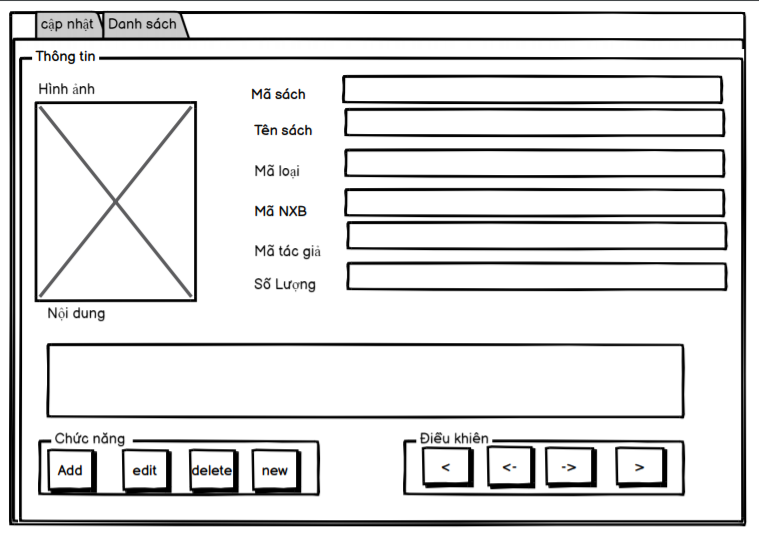 cập nhật
Danh sách
Thông tin
Hình ảnh
Mã sách
Tên sách
Mã loại
Mã NXB
Mã tác giả
Số Lượng
Nội dung
Chức năng
Add
edit
delete
new
Điều khiên
<
<-
->
>